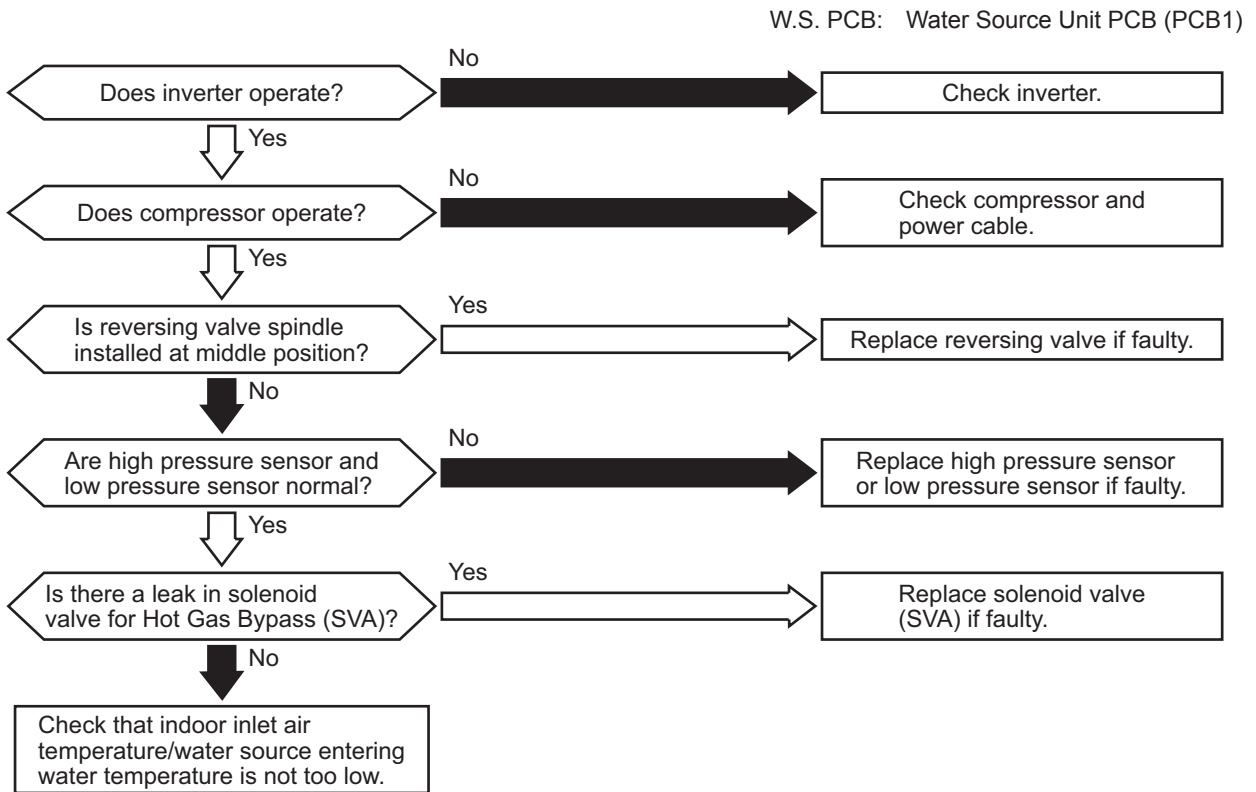 W.S. PCB: Water Source Unit PCB (PCB1)
No
Does inverter operate?
Check inverter.
Yes
No
Does compressor operate?
Check compressor and
power cable.
Yes
Yes
Is reversing valve spindle
installed at middle position?
Replace reversing valve if faulty.
No
No
Are high pressure sensor and
low pressure sensor normal?
Replace high pressure sensor
or low pressure sensor if faulty.
Yes
Yes
Is there a leak in solenoid
valve for Hot Gas Bypass (SVA)?
Replace solenoid valve
(SVA) if faulty.
No
Check that indoor inlet air
temperature/water source entering
water temperature is not too low.